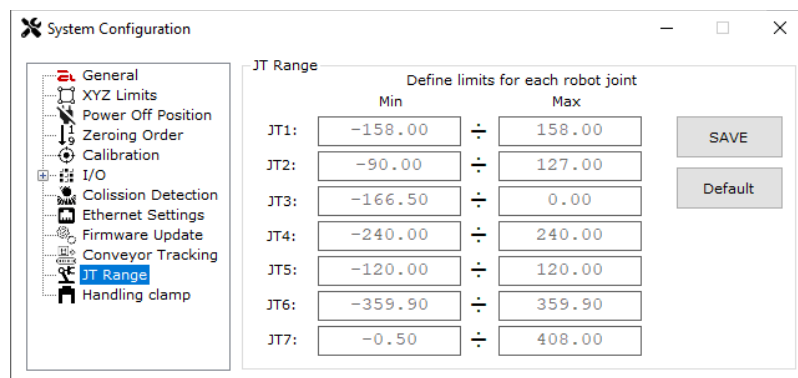 System Configuration
General
XYZ Limits
Power Off Position
Zeroing Order
Calibration
I/O
Colission Detection
Ethernet Settings
Firmware Update
Conveyor Tracking
JT Range
Handling clamp
JT Range
Define limits for each robot joint
Min Max
JT1: -158.00 ÷ 158.00
JT2: -90.00 ÷ 127.00
JT3: -166.50 ÷ 0.00
JT4: -240.00 ÷ 240.00
JT5: -120.00 ÷ 120.00
JT6: -359.90 ÷ 359.90
JT7: -0.50 ÷ 408.00
SAVE
Default